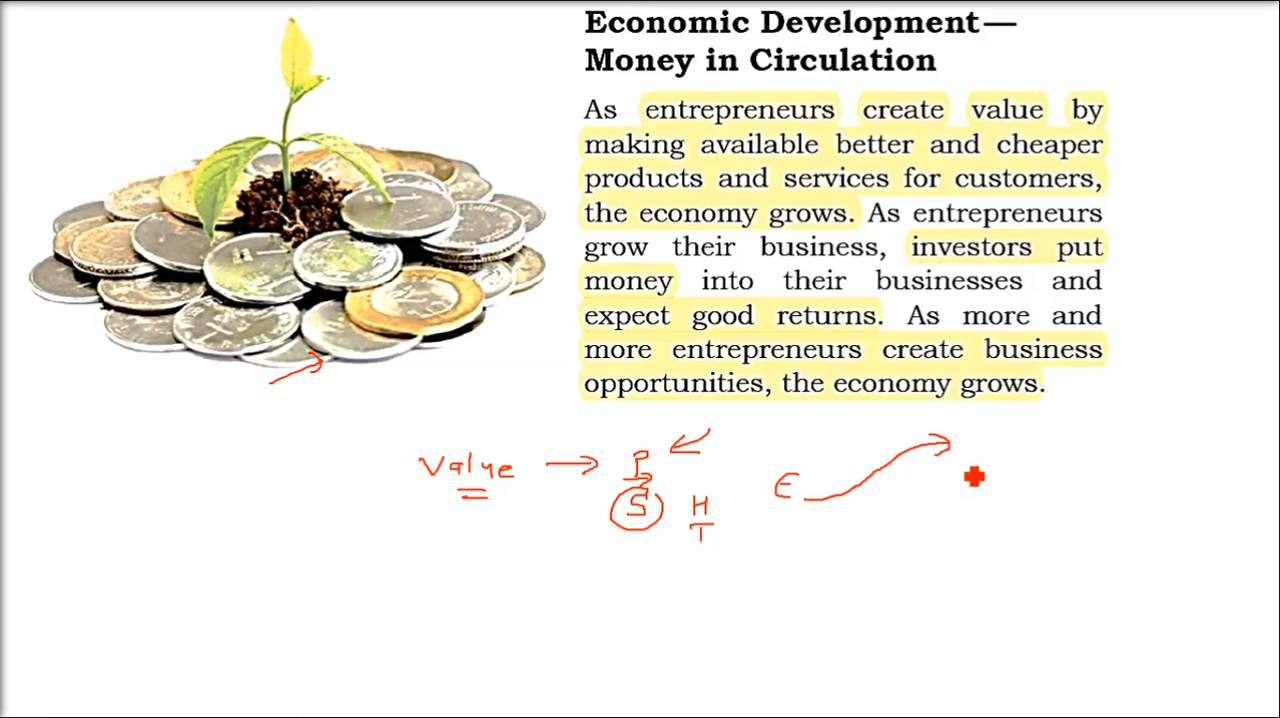 Economic Development—
Money in Circulation
As entrepreneurs create value by
making available better and cheaper
products and services for customers,
the economy grows. As entrepreneurs
grow their business, investors put
money into their businesses and
expect good returns. As more and
more entrepreneurs create business
opportunities, the economy grows.
Value → P
S H
T
E